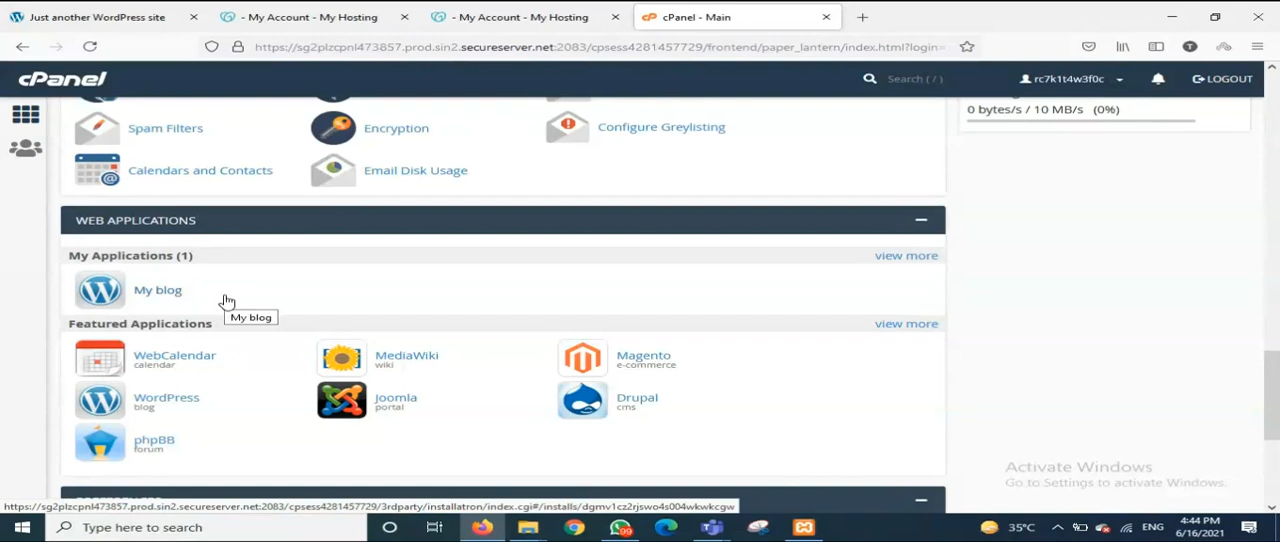 Just another WordPress site
- My Account - My Hosting
- My Account - My Hosting
cPanel - Main
https://sg2plzcpnl473857.prod.sin2.secureserver.net:2083/cpsess4281457729/frontend/paper_lantern/index.html?login=
cPanel
Search ( / )
rc7k1t4w3f0c
LOGOUT
0 bytes/s / 10 MB/s (0%)
Spam Filters
Encryption
Configure Greylisting
Calendars and Contacts
Email Disk Usage
WEB APPLICATIONS
My Applications (1)
view more
My blog
My blog
Featured Applications
view more
WebCalendar
calendar
MediaWiki
wiki
Magento
e-commerce
WordPress
blog
Joomla
portal
Drupal
cms
phpBB
forum
Activate Windows
Go to Settings to activate Windows.
https://sg2plzcpnl473857.prod.sin2.secureserver.net:2083/cpsess4281457729/3rdparty/installatron/index.cgi#/installs/dgmv1cz2rjswo4s004wkwkcgw
Type here to search
99
35°C
ENG
4:44 PM
6/16/2021